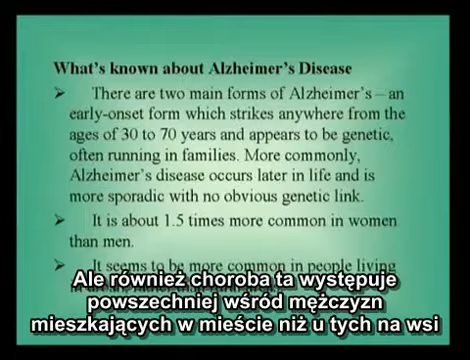 What's known about Alzheimer's Disease
➢ There are two main forms of Alzheimer's – an
early-onset form which strikes anywhere from the
ages of 30 to 70 years and appears to be genetic,
often running in families. More commonly,
Alzheimer's disease occurs later in life and is
more sporadic with no obvious genetic link.
➢ It is about 1.5 times more common in women
than men.
➢ It seems to be more common in people living
Ale również choroba ta występuje
powszechniej wśród mężczyzn
mieszkających w mieście niż u tych na wsi